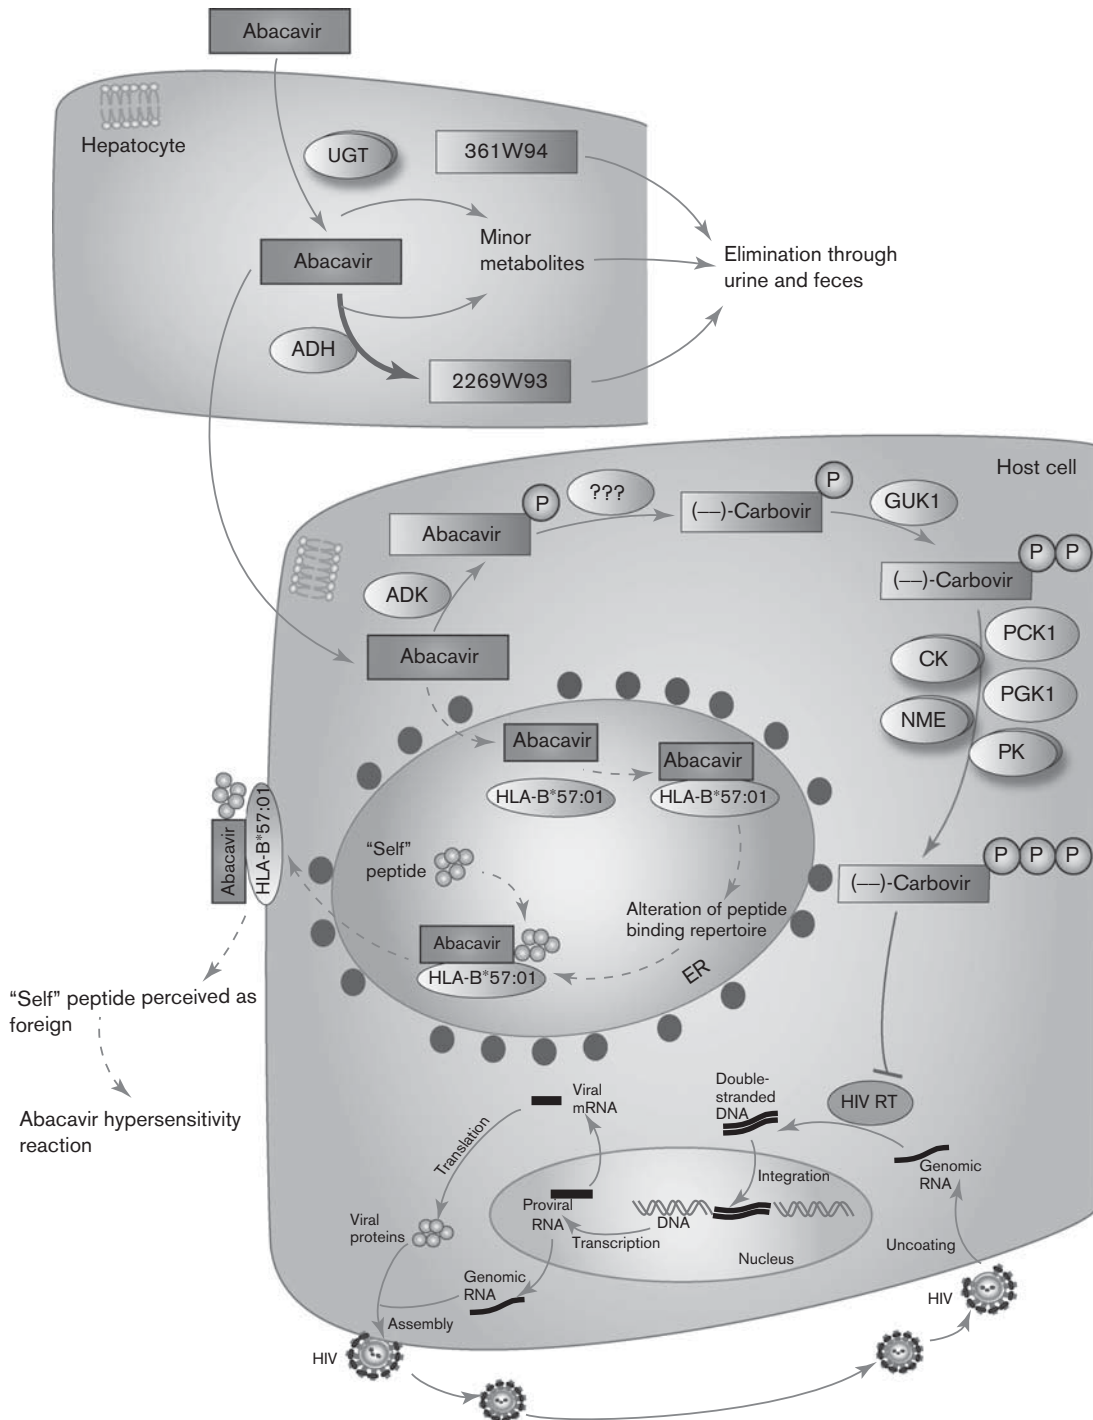 Abacavir
Hepatocyte
UGT
361W94
Abacavir
Minor
metabolites
Elimination through
urine and feces
ADH
2269W93
Host cell
P
???
P
Abacavir
(—)-Carbovir
GUK1
P P
(—)-Carbovir
ADK
Abacavir
PCK1
CK
PGK1
NME
PK
Abacavir
Abacavir
HLA-B*57:01
HLA-B*57:01
Abacavir
HLA-B*57:01
"Self"
peptide
P P P
(—)-Carbovir
Alteration of peptide
binding repertoire
Abacavir
HLA-B*57:01
ER
"Self" peptide perceived as
foreign
Abacavir hypersensitivity
reaction
Viral
mRNA
Double-
stranded
DNA
HIV RT
Translation
Genomic
RNA
Integration
Proviral
RNA
DNA
Viral
proteins
Transcription
Nucleus
Uncoating
Genomic
RNA
Assembly
HIV
HIV